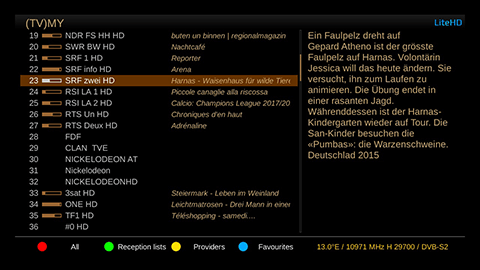 (TV)MY
LiteHD
19 NDR FS HH HD buten un binnen | regionalmagazin
20 SWR BW HD Nachtcafé
21 SRF 1 HD Reporter
22 SRF info HD Arena
23 SRF zwei HD Harnas - Waisenhaus für wilde Tiere
24 RSI LA 1 HD Piccole canaglie alla riscossa
25 RSI LA 2 HD Calcio: Champions League 2017/20
26 RTS Un HD Chroniques d'en haut
27 RTS Deux HD Adrénaline
28 FDF
29 CLAN TVE
30 NICKELODEON AT
31 Nickelodeon
32 NICKELODEONHD
33 3sat HD Steiermark - Leben im Weinland
34 ONE HD Leichtmatrosen - Drei Mann in einer
35 TF1 HD Téléshopping - samedi....
36 #0 HD
Ein Faulpelz dreht auf
Gepard Atheno ist der grösste
Faulpelz auf Harnas. Volontärin
Jessica will das heute ändern. Sie
versucht, ihn zum Laufen zu
animieren. Die Übung endet in
einer rasanten Jagd.
Währenddessen ist der Harnas-
Kindergarten wieder auf Tour. Die
San-Kinder besuchen die
«Pumbas»: die Warzenschweine.
Deutschlad 2015
All Reception lists Providers Favourites 13.0°E / 10971 MHz H 29700 / DVB-S2